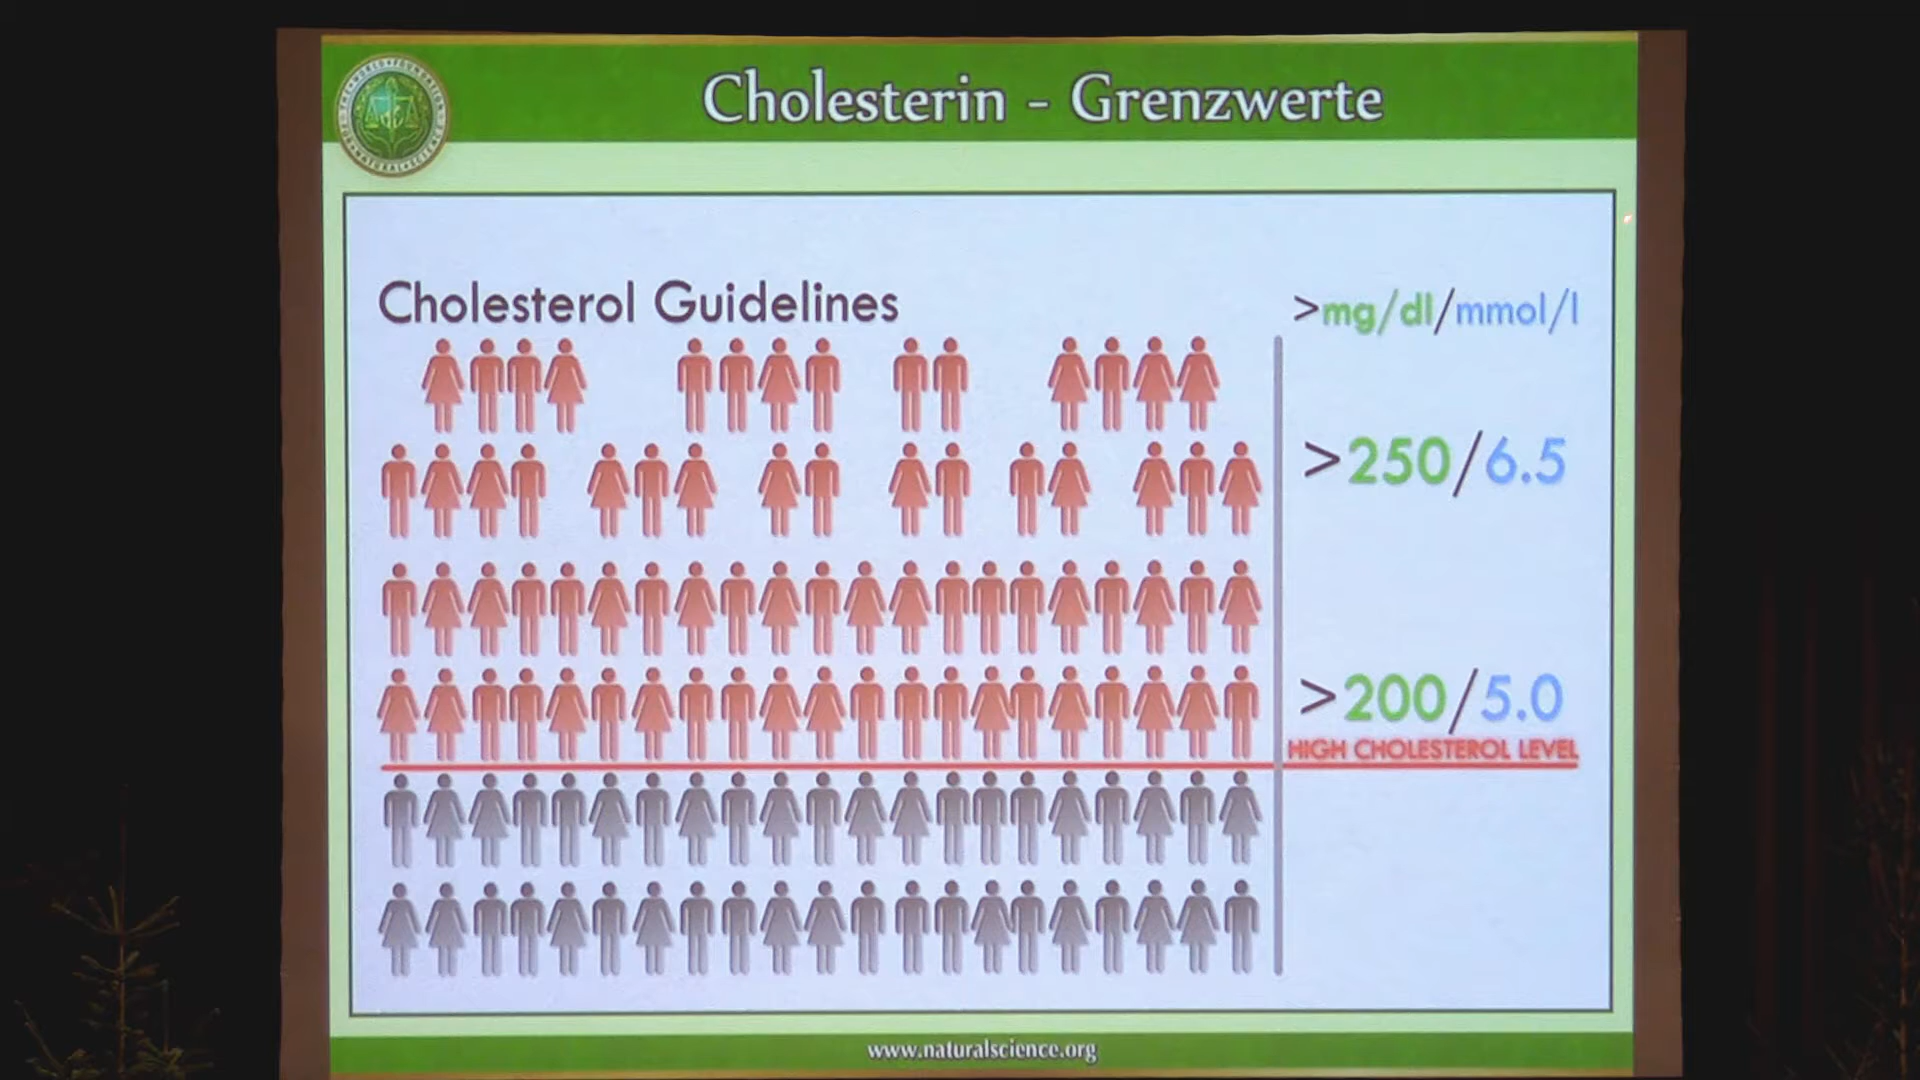 Cholesterin - Grenzwerte
Cholesterol Guidelines
>mg/dl/mmol/l
>250/6.5
>200/5.0
HIGH CHOLESTEROL LEVEL
www.naturalscience.org